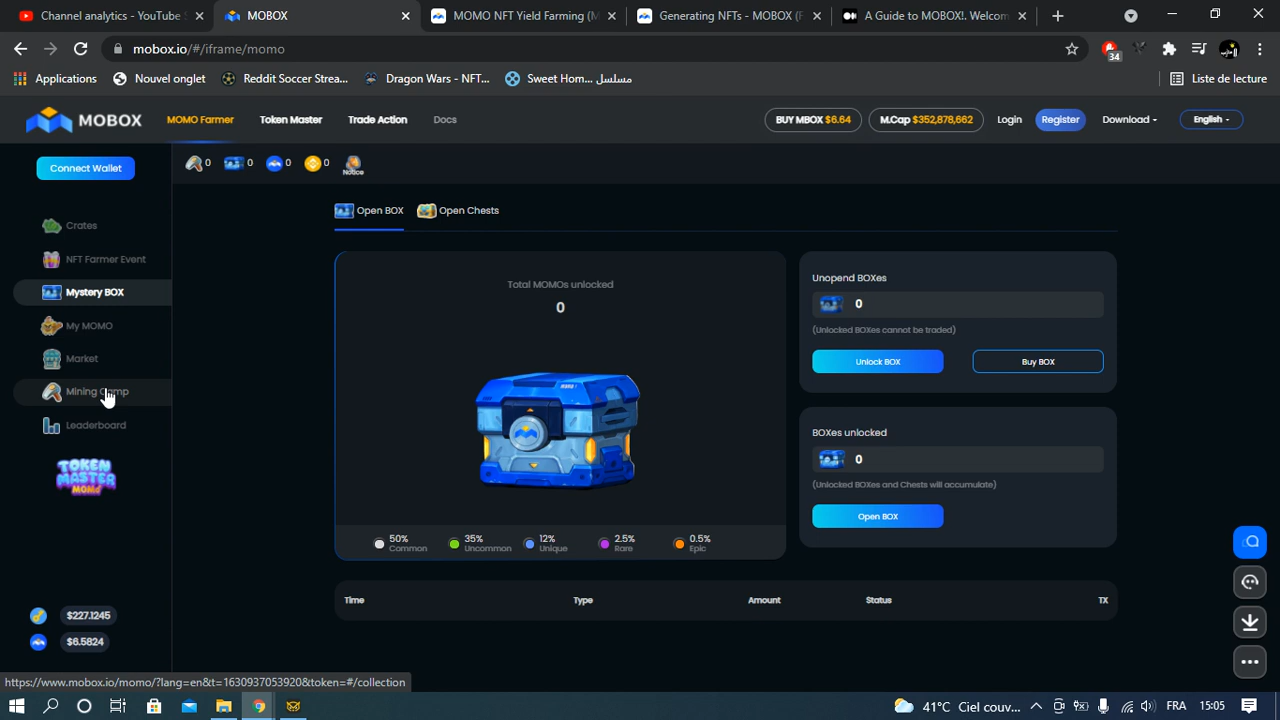 Channel analytics - YouTube S
MOBOX
MOMO NFT Yield Farming (M
Generating NFTs - MOBOX (F
A Guide to MOBOX!. Welcom
mobox.io/#/iframe/momo
34
Applications
Nouvel onglet
Reddit Soccer Strea...
Dragon Wars - NFT...
Sweet Hom... مسلسل
Liste de lecture
MOBOX
MOMO Farmer
Token Master
Trade Action
Docs
BUY MBOX $6.64
M.Cap $352,878,662
Login
Register
Download
English
Connect Wallet
0
0
0
0
Notice
Crates
NFT Farmer Event
Mystery BOX
My MOMO
Market
Mining Camp
Leaderboard
TOKEN
MASTER
MOMO
$227.1245
$6.5824
Open BOX
Open Chests
Total MOMOs unlocked
0
50%
Common
35%
Uncommon
12%
Unique
2.5%
Rare
0.5%
Epic
Unopend BOXes
0
(Unlocked BOXes cannot be traded)
Unlock BOX
Buy BOX
BOXes unlocked
0
(Unlocked BOXes and Chests will accumulate)
Open BOX
Time
Type
Amount
Status
TX
https://www.mobox.io/momo/?lang=en&t=1630937053920&token=#/collection
41°C Ciel couv...
FRA
15:05